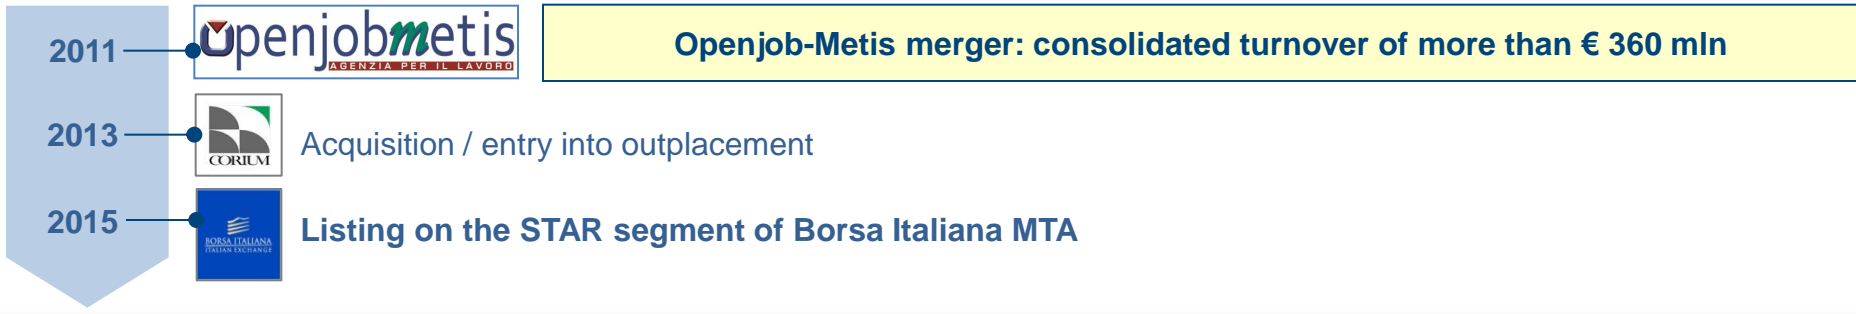 2011
openjobmetis
AGENZIA PER IL LAVORO
Openjob-Metis merger: consolidated turnover of more than € 360 mln
2013
CORIUM
Acquisition / entry into outplacement
2015
BORSA ITALIANA
ITALIAN EXCHANGE
Listing on the STAR segment of Borsa Italiana MTA